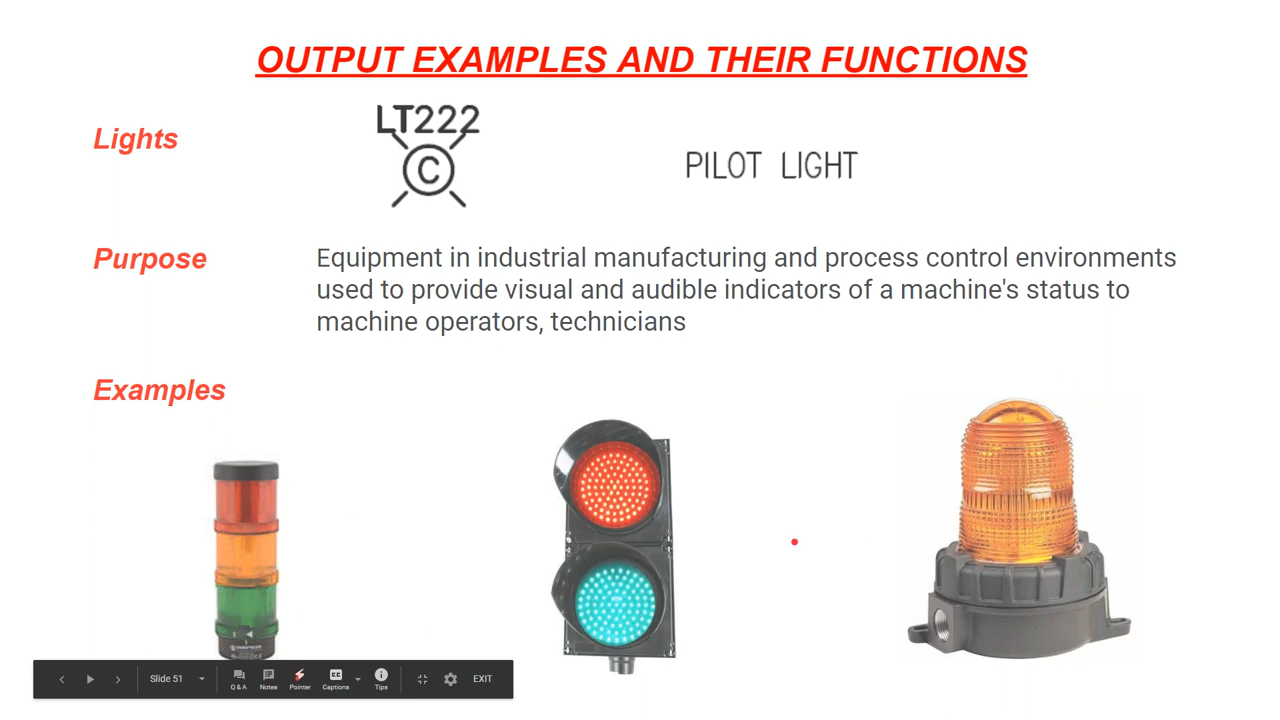 OUTPUT EXAMPLES AND THEIR FUNCTIONS
Lights
LT222
C
PILOT LIGHT
Purpose
Equipment in industrial manufacturing and process control environments
used to provide visual and audible indicators of a machine's status to
machine operators, technicians
Examples
Slide 51
Q & A
Notes
Pointer
CC
Captions
Tips
EXIT